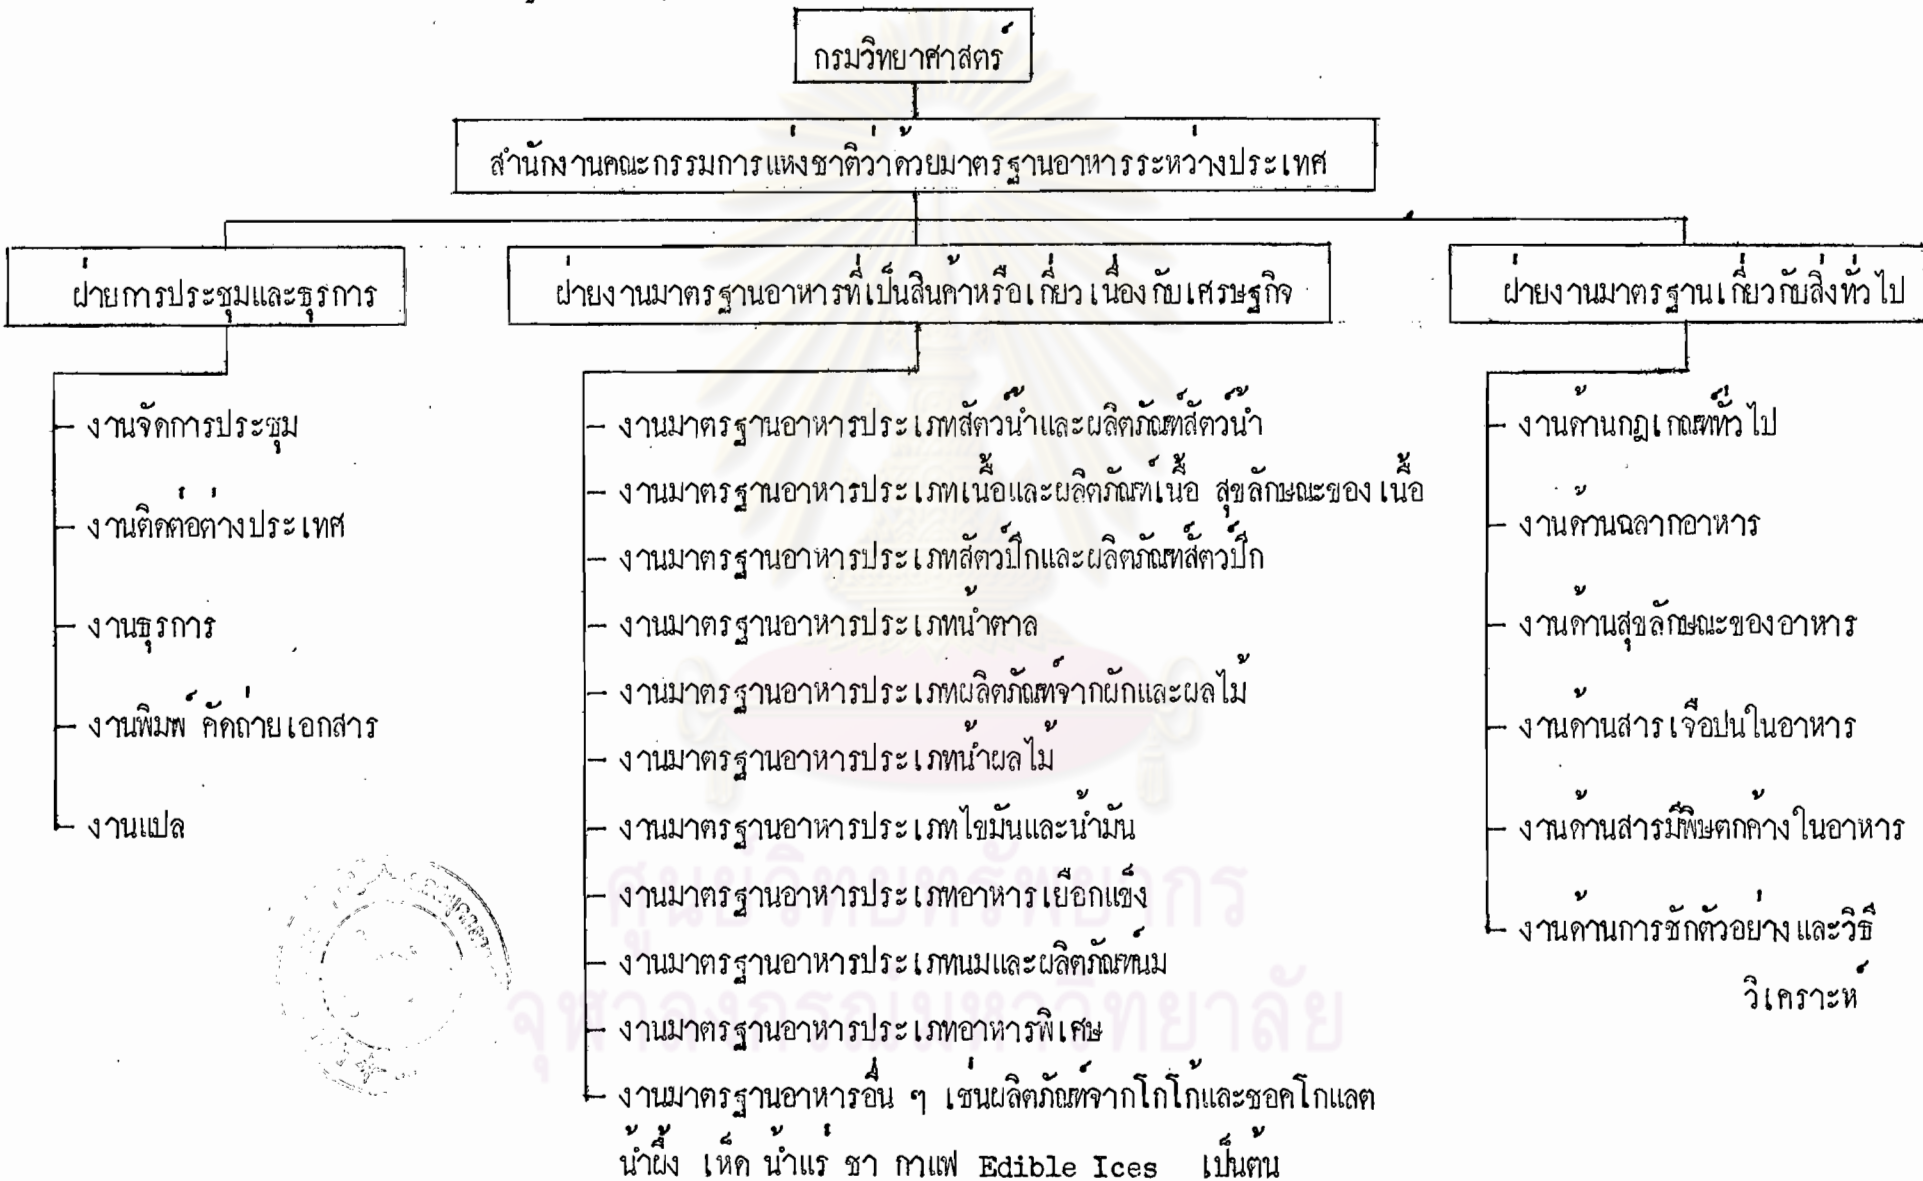 กรมวิทยาศาสตร์
สำนักงานคณะกรรมการแห่งชาติว่าด้วยมาตรฐานอาหารระหว่างประเทศ
ฝ่ายการประชุมและธุรการ
งานจัดการประชุม
งานติดต่อต่างประเทศ
งานธุรการ
งานพิมพ์ คัดถ่ายเอกสาร
งานแปล
ฝ่ายงานมาตรฐานอาหารที่เป็นสินค้าหรือเกี่ยวเนื่องกับเศรษฐกิจ
งานมาตรฐานอาหารประเภทสัตว์น้ำและผลิตภัณฑ์สัตว์น้ำ
งานมาตรฐานอาหารประเภทเนื้อและผลิตภัณฑ์เนื้อ สุขลักษณะของเนื้อ
งานมาตรฐานอาหารประเภทสัตว์ปีกและผลิตภัณฑ์สัตว์ปีก
งานมาตรฐานอาหารประเภทน้ำตาล
งานมาตรฐานอาหารประเภทผลิตภัณฑ์จากผักและผลไม้
งานมาตรฐานอาหารประเภทน้ำผลไม้
งานมาตรฐานอาหารประเภทไขมันและน้ำมัน
งานมาตรฐานอาหารประเภทอาหารเยือกแข็ง
งานมาตรฐานอาหารประเภทนมและผลิตภัณฑ์นม
งานมาตรฐานอาหารประเภทอาหารพิเศษ
งานมาตรฐานอาหารอื่น ๆ เช่นผลิตภัณฑ์จากโกโก้และชอคโกแลต
น้ำผึ้ง เห็ด น้ำแร่ ชา กาแฟ Edible Ices เป็นต้น
ฝ่ายงานมาตรฐานเกี่ยวกับสิ่งทั่วไป
งานด้านกฎเกณฑ์ทั่วไป
งานด้านฉลากอาหาร
งานด้านสุขลักษณะของอาหาร
งานด้านสารเจือปนในอาหาร
งานด้านสารมีพิษตกค้างในอาหาร
งานด้านการชักตัวอย่างและวิธี
วิเคราะห์
ศูนย์วิทยทรัพยากร
จุฬาลงกรณ์มหาวิทยาลัย